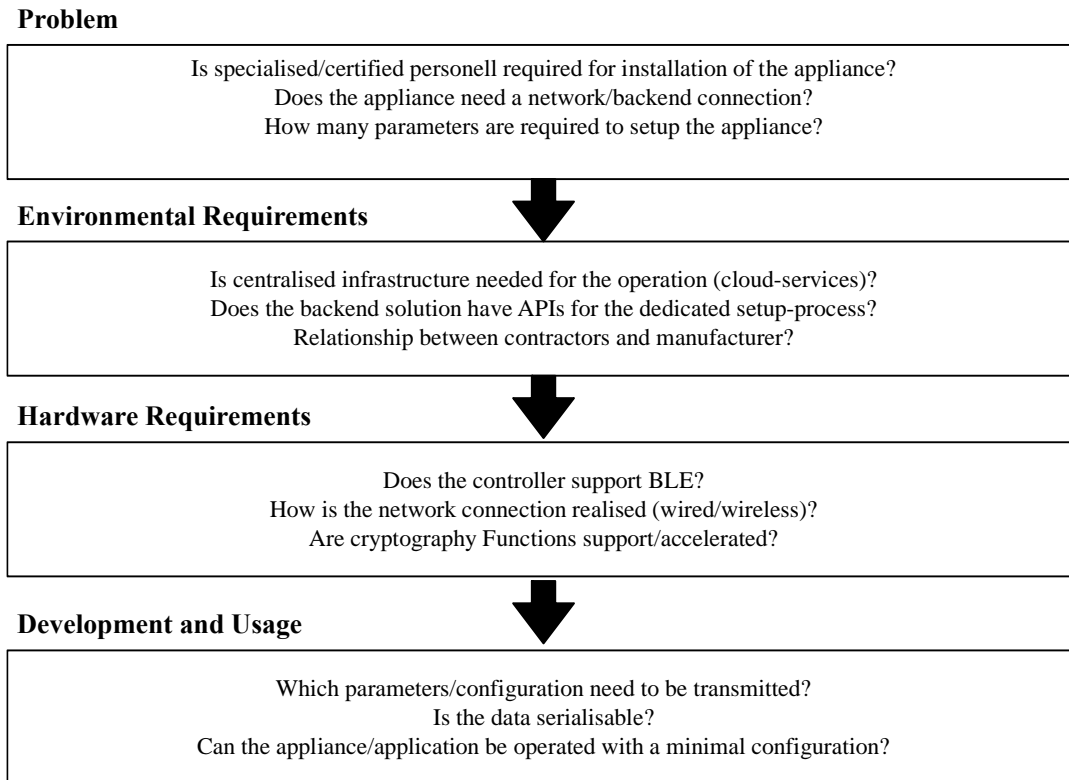 Problem
Is specialised/certified personell required for installation of the appliance?
Does the appliance need a network/backend connection?
How many parameters are required to setup the appliance?
Environmental Requirements
Is centralised infrastructure needed for the operation (cloud-services)?
Does the backend solution have APIs for the dedicated setup-process?
Relationship between contractors and manufacturer?
Hardware Requirements
Does the controller support BLE?
How is the network connection realised (wired/wireless)?
Are cryptography Functions support/accelerated?
Development and Usage
Which parameters/configuration need to be transmitted?
Is the data serialisable?
Can the appliance/application be operated with a minimal configuration?